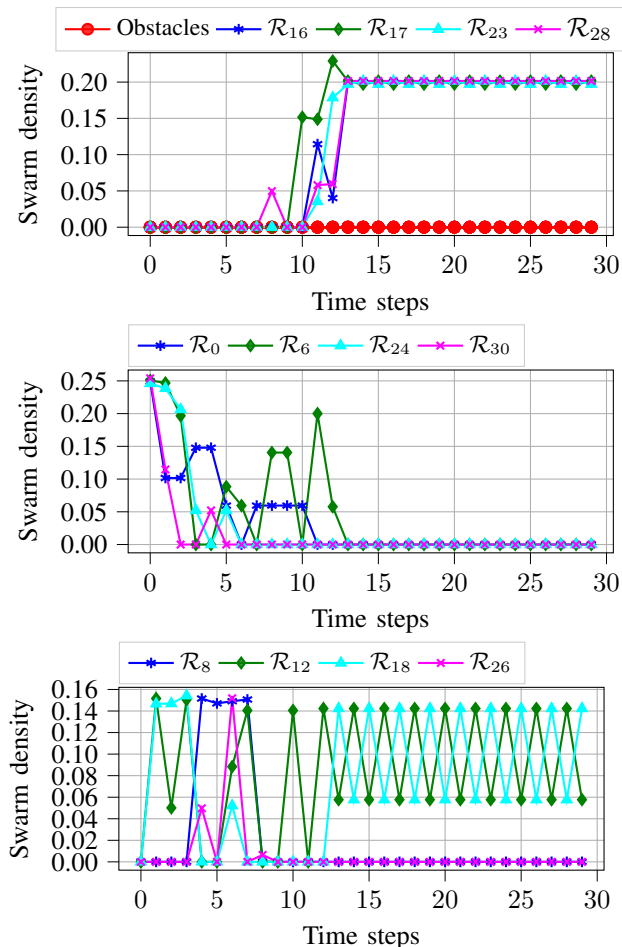 Obstacles R₁₆ R₁₇ R₂₃ R₂₈
Swarm density
0.20
0.15
0.10
0.05
0.00
0 5 10 15 20 25 30
Time steps
R₀ R₆ R₂₄ R₃₀
Swarm density
0.25
0.20
0.15
0.10
0.05
0.00
0 5 10 15 20 25 30
Time steps
R₈ R₁₂ R₁₈ R₂₆
Swarm density
0.16
0.14
0.12
0.10
0.08
0.06
0.04
0.02
0.00
0 5 10 15 20 25 30
Time steps